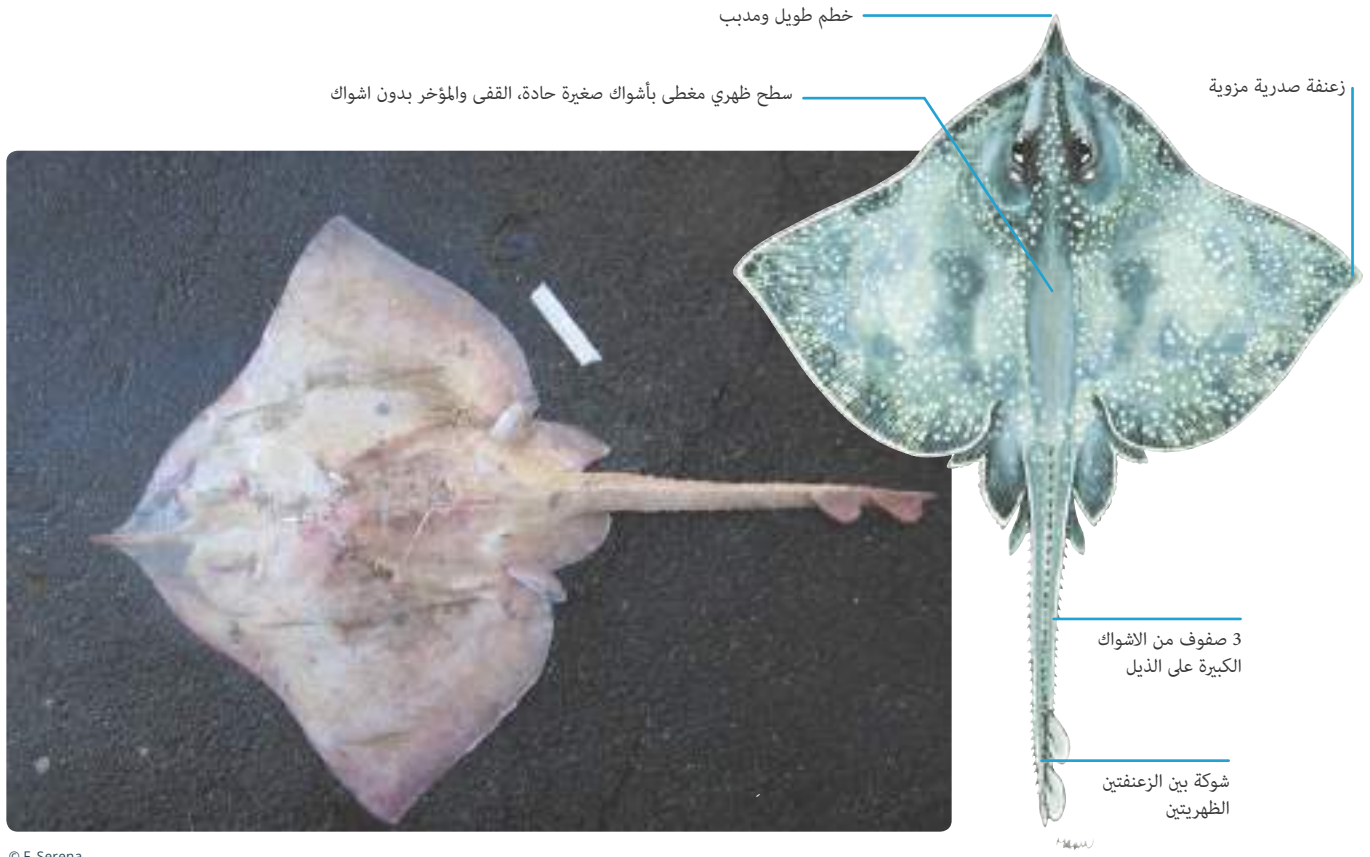 خطم طويل ومدبب
زعنفة صدرية مزوية
سطح ظهري مغطى بأشواك صغيرة حادة، القفى والمؤخر بدون اشواك
3 صفوف من الاشواك
الكبيرة على الذيل
شوكة بين الزعنفتين
الظهريتين
© F. Serena